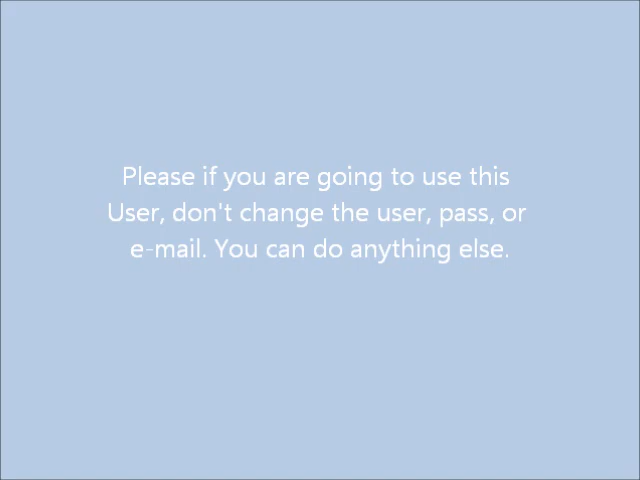 Please if you are going to use this
User, don't change the user, pass, or
e-mail. You can do anything else.